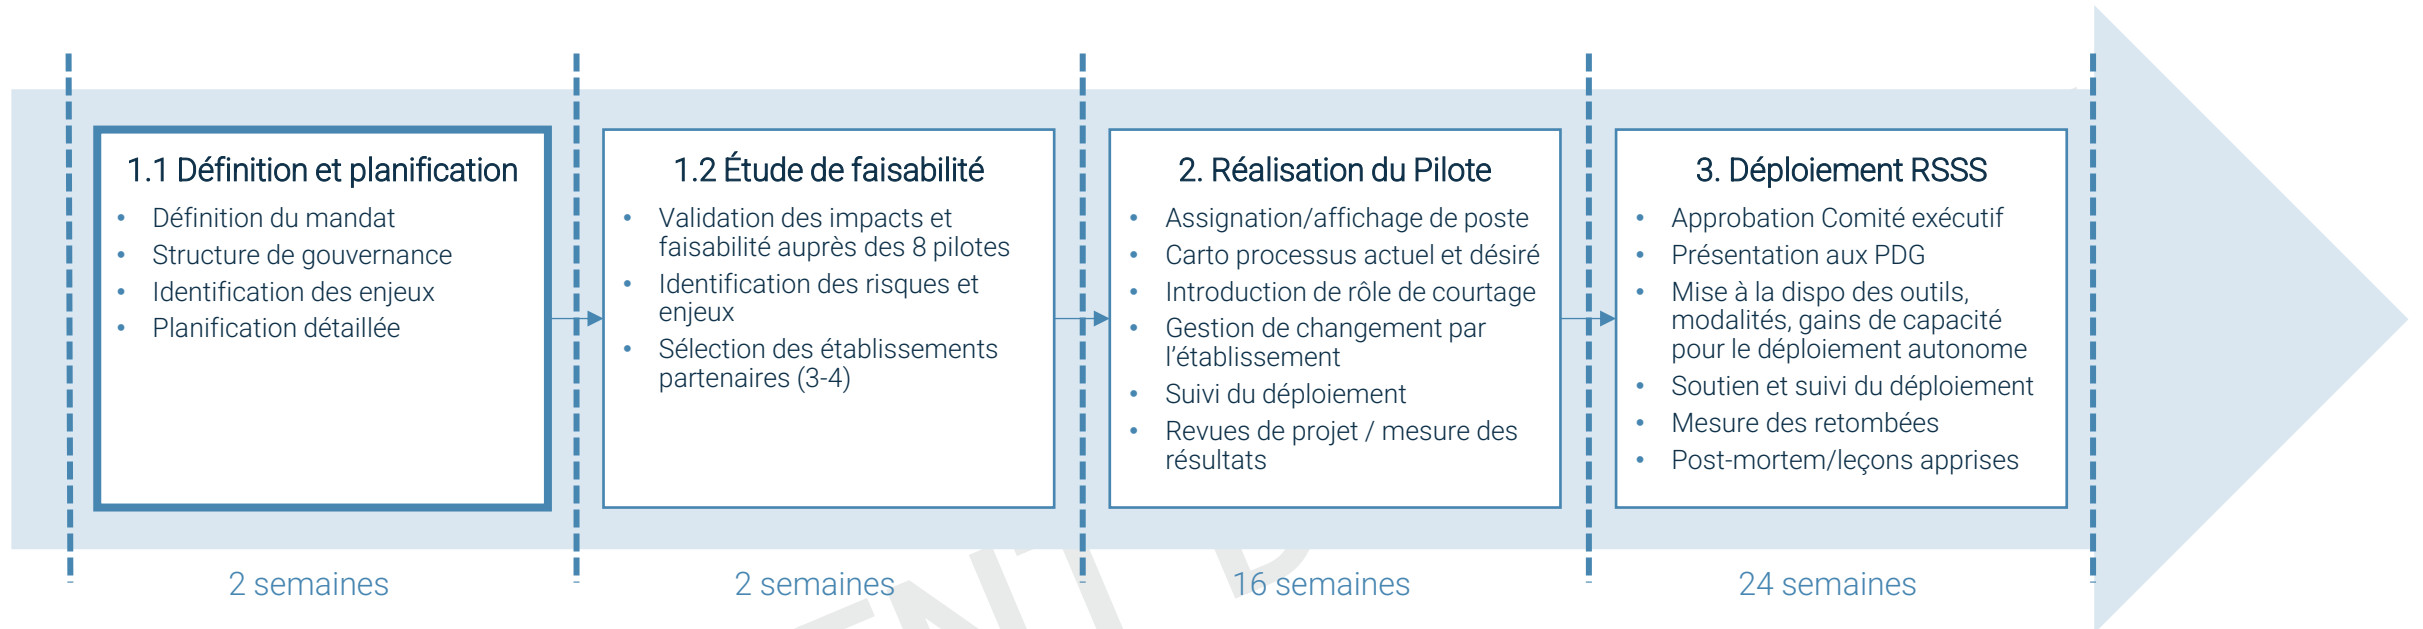 1.1 Définition et planification
• Définition du mandat
• Structure de gouvernance
• Identification des enjeux
• Planification détaillée
1.2 Étude de faisabilité
• Validation des impacts et
faisabilité auprès des 8 pilotes
• Identification des risques et
enjeux
• Sélection des établissements
partenaires (3-4)
2. Réalisation du Pilote
• Assignation/affichage de poste
• Carto processus actuel et désiré
• Introduction de rôle de courtage
• Gestion de changement par
l'établissement
• Suivi du déploiement
• Revues de projet / mesure des
résultats
3. Déploiement RSSS
• Approbation Comité exécutif
• Présentation aux PDG
• Mise à la dispo des outils,
modalités, gains de capacité
pour le déploiement autonome
• Soutien et suivi du déploiement
• Mesure des retombées
• Post-mortem/leçons apprises
2 semaines
2 semaines
16 semaines
24 semaines